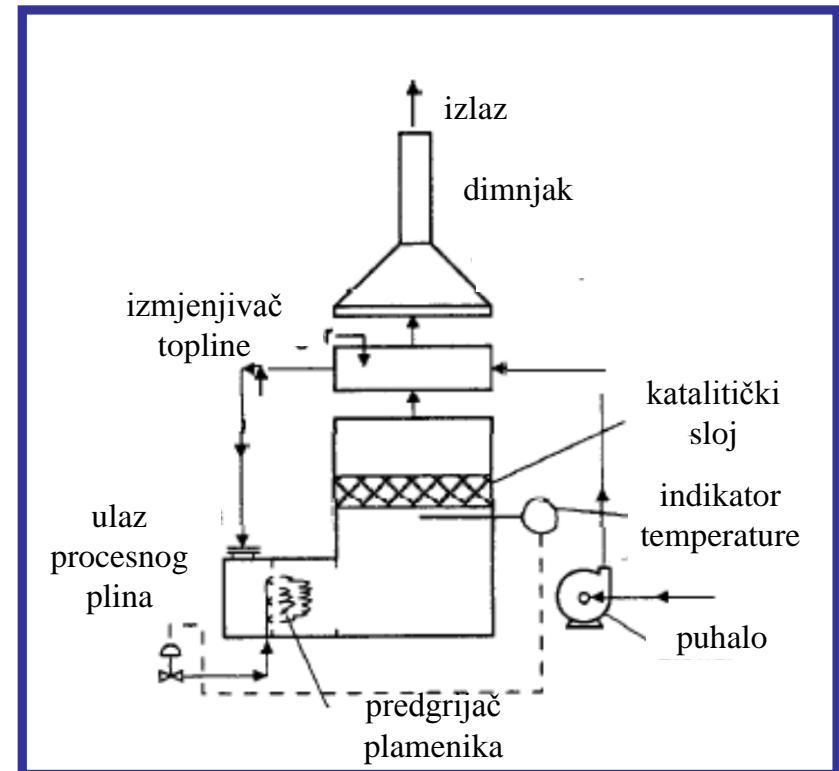 izlaz
dimnjak
izmjenjivač
topline
katalitički
sloj
indikator
temperature
ulaz
procesnog
plina
puhalo
predgrijač
plamenika